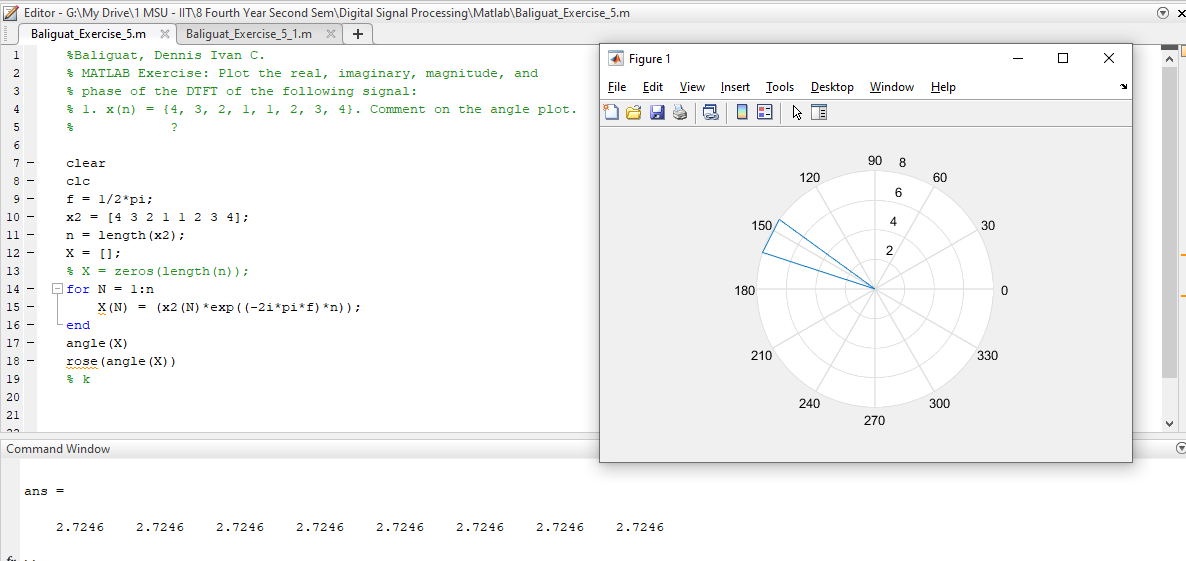 Editor - G:\My Drive\1 MSU - IIT\8 Fourth Year Second Sem\Digital Signal Processing\Matlab\Baliguat_Exercise_5.m
Baliguat_Exercise_5.m Baliguat_Exercise_5_1.m
1 %Baliguat, Dennis Ivan C.
2 % MATLAB Exercise: Plot the real, imaginary, magnitude, and
3 % phase of the DTFT of the following signal:
4 % 1. x(n) = {4, 3, 2, 1, 1, 2, 3, 4}. Comment on the angle plot.
5 % ?
6
7 clear
8 clc
9 f = 1/2*pi;
10 x2 = [4 3 2 1 1 2 3 4];
11 n = length(x2);
12 X = [];
13 % X = zeros(length(n));
14 for N = 1:n
15 X(N) = (x2(N)*exp((-2i*pi*f)*n));
16 end
17 angle(X)
18 rose(angle(X))
19 % k
20
21
Figure 1
File Edit View Insert Tools Desktop Window Help
90 8
120 60
6
150 4 30
2
180 0
210 330
240 300
270
Command Window
ans =
2.7246 2.7246 2.7246 2.7246 2.7246 2.7246 2.7246 2.7246